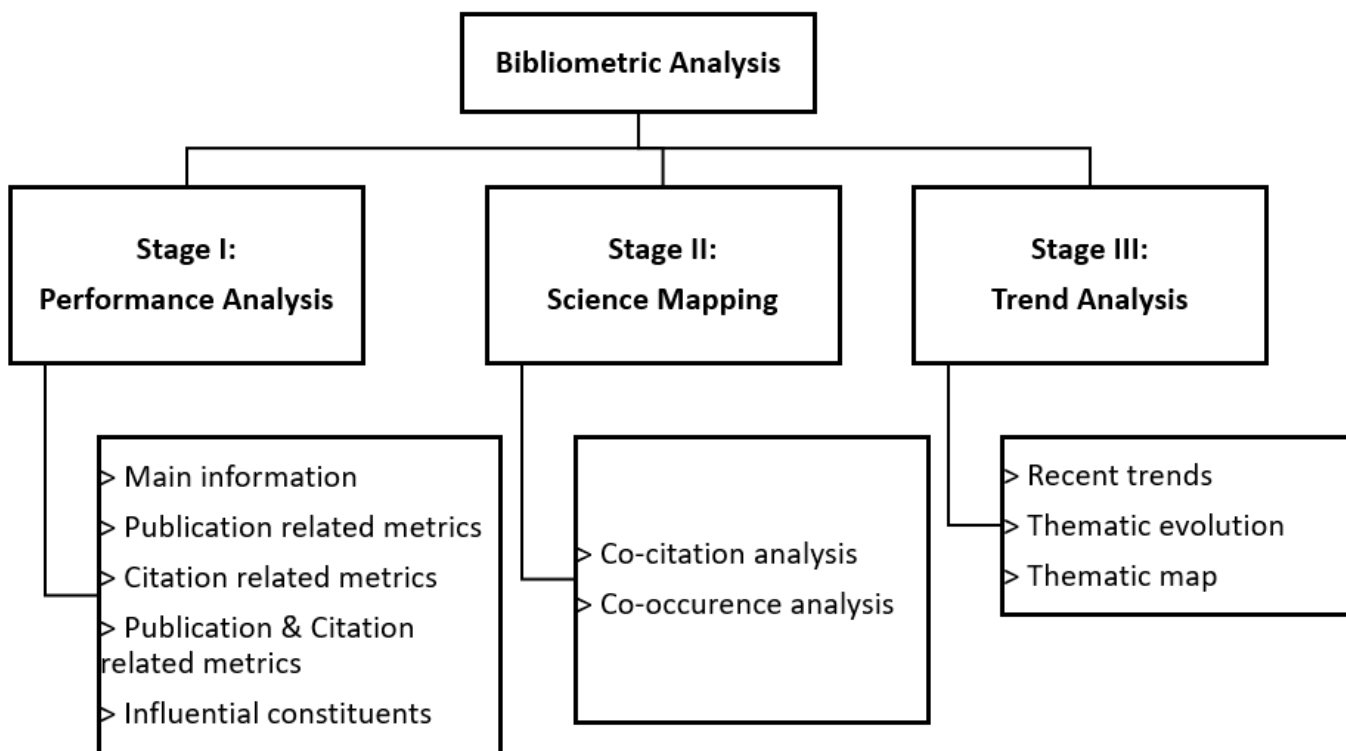 Bibliometric Analysis
Stage I:
Performance Analysis
> Main information
> Publication related metrics
> Citation related metrics
> Publication & Citation
related metrics
> Influential constituents
Stage II:
Science Mapping
> Co-citation analysis
> Co-occurence analysis
Stage III:
Trend Analysis
> Recent trends
> Thematic evolution
> Thematic map